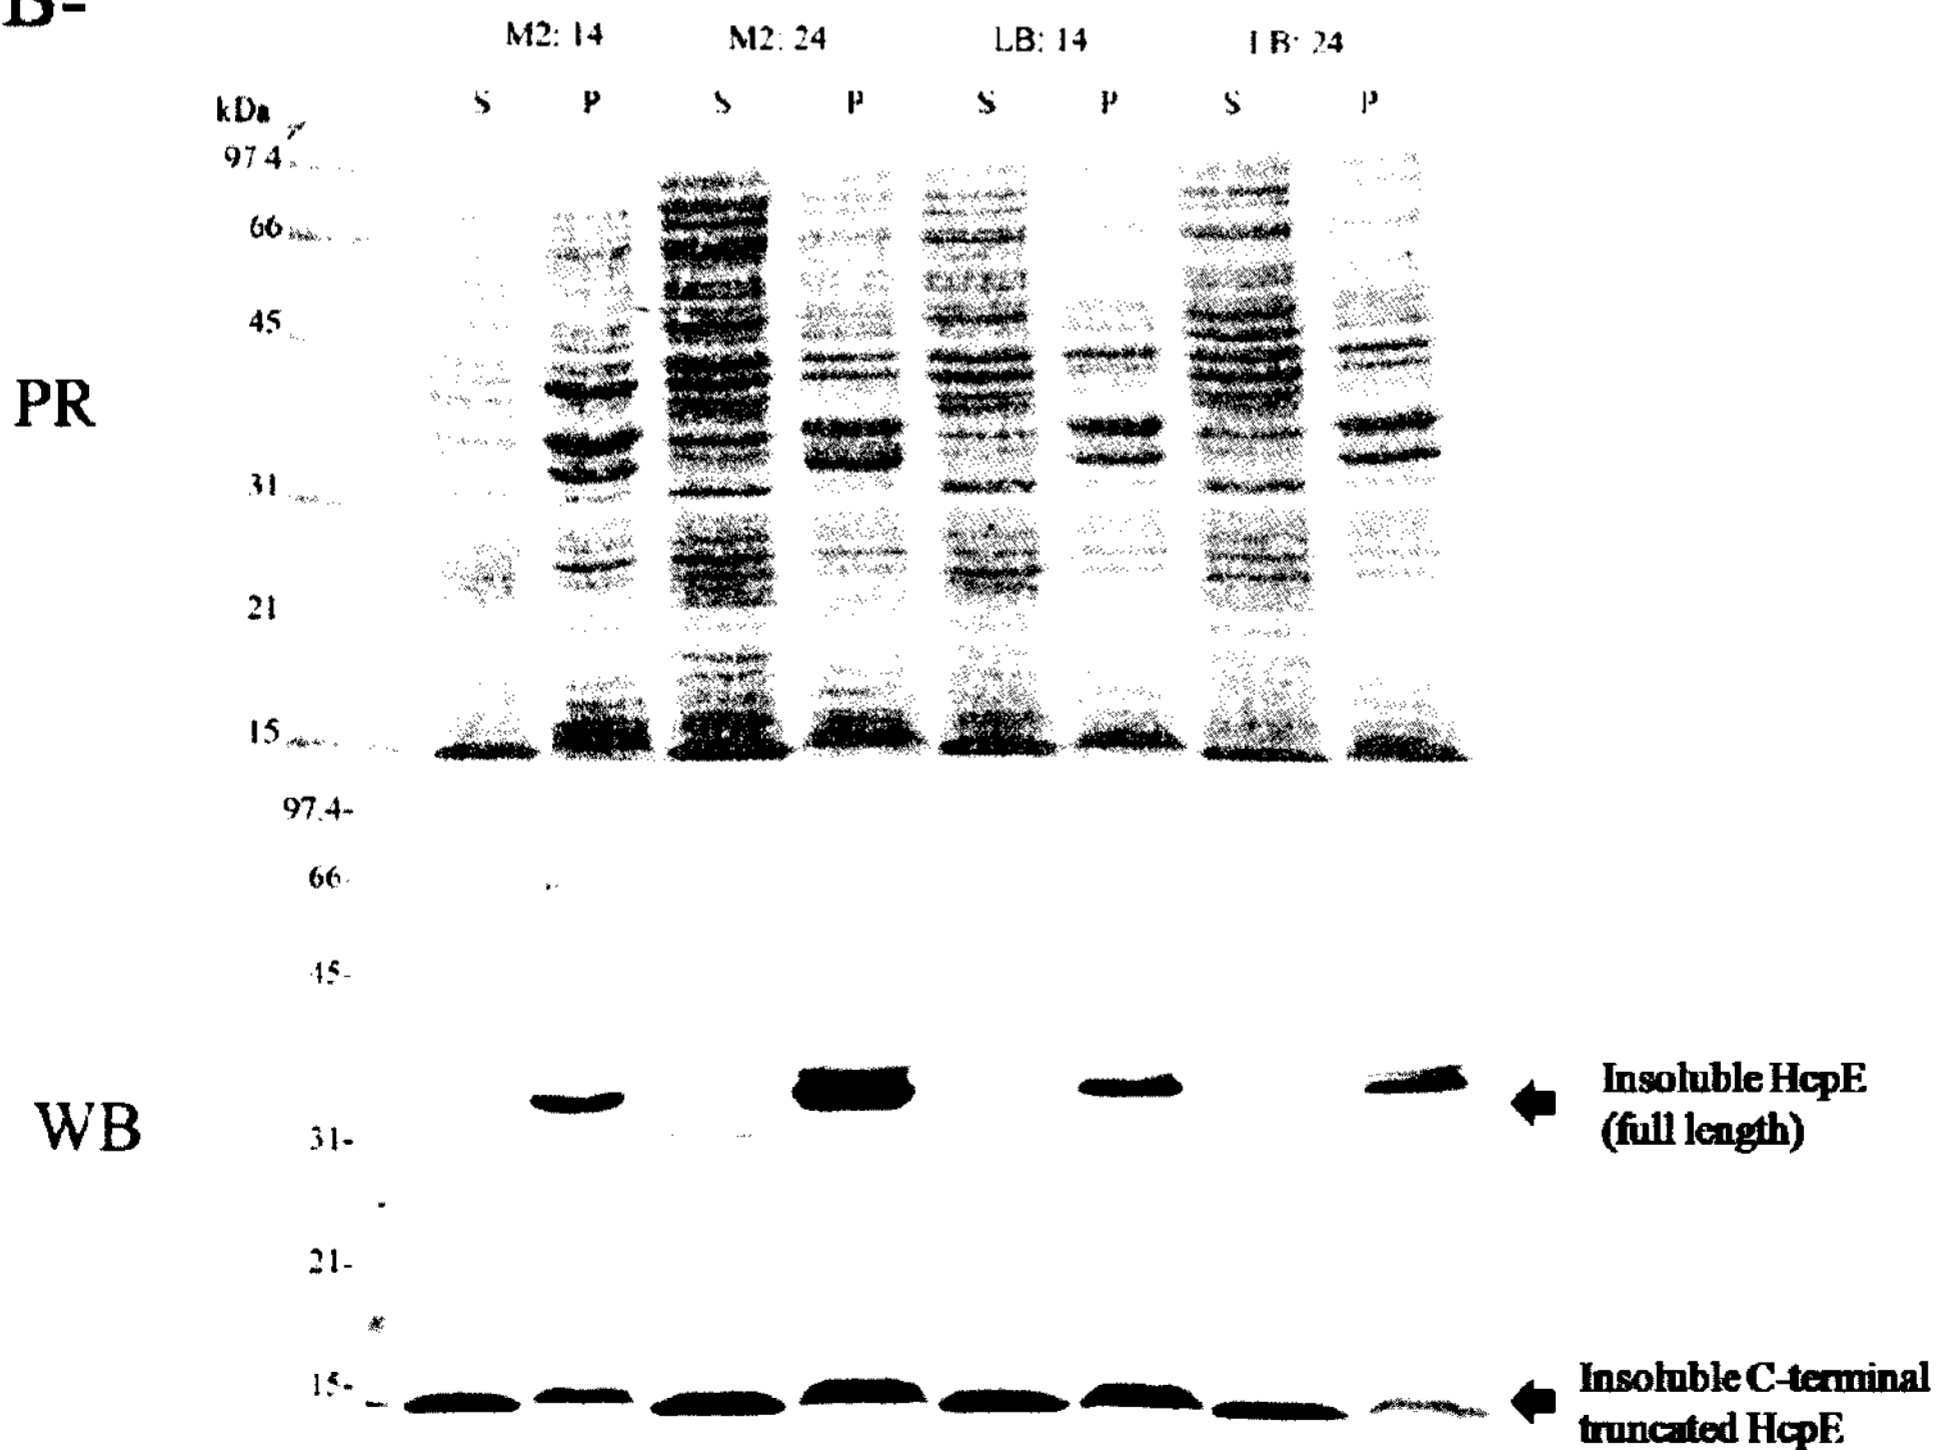 B-
M2: 14 M2: 24 LB: 14 LB: 24
kDa S P S P S P S P
97.4
66
45
PR
31
21
15
97.4-
66-
45-
Insoluble HcpE
(full length)
WB
31-
21-
15-
Insoluble C-terminal
truncated HcpE